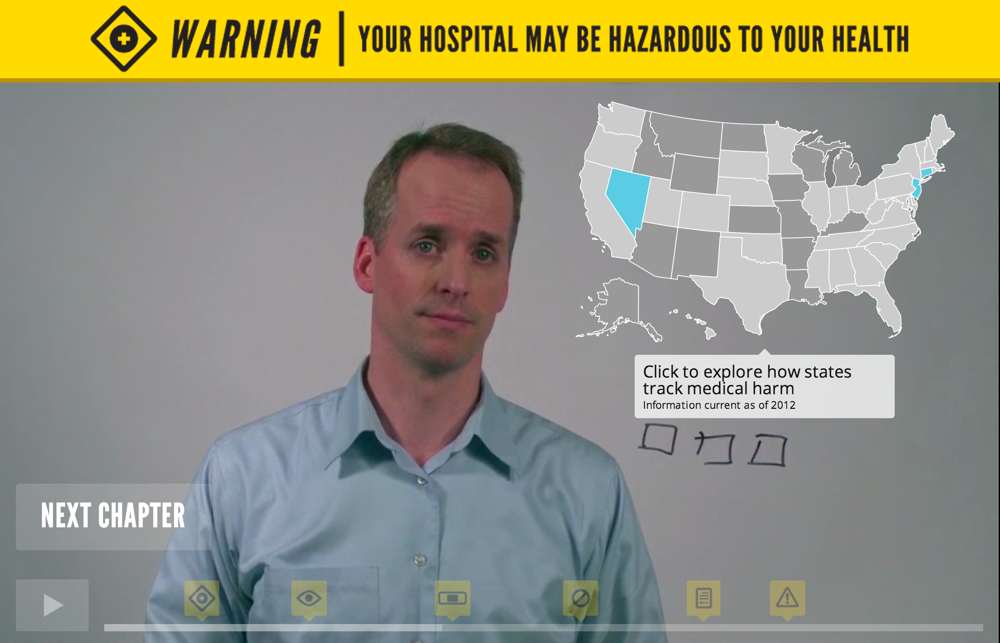 WARNING | YOUR HOSPITAL MAY BE HAZARDOUS TO YOUR HEALTH
Click to explore how states
track medical harm
Information current as of 2012
NEXT CHAPTER